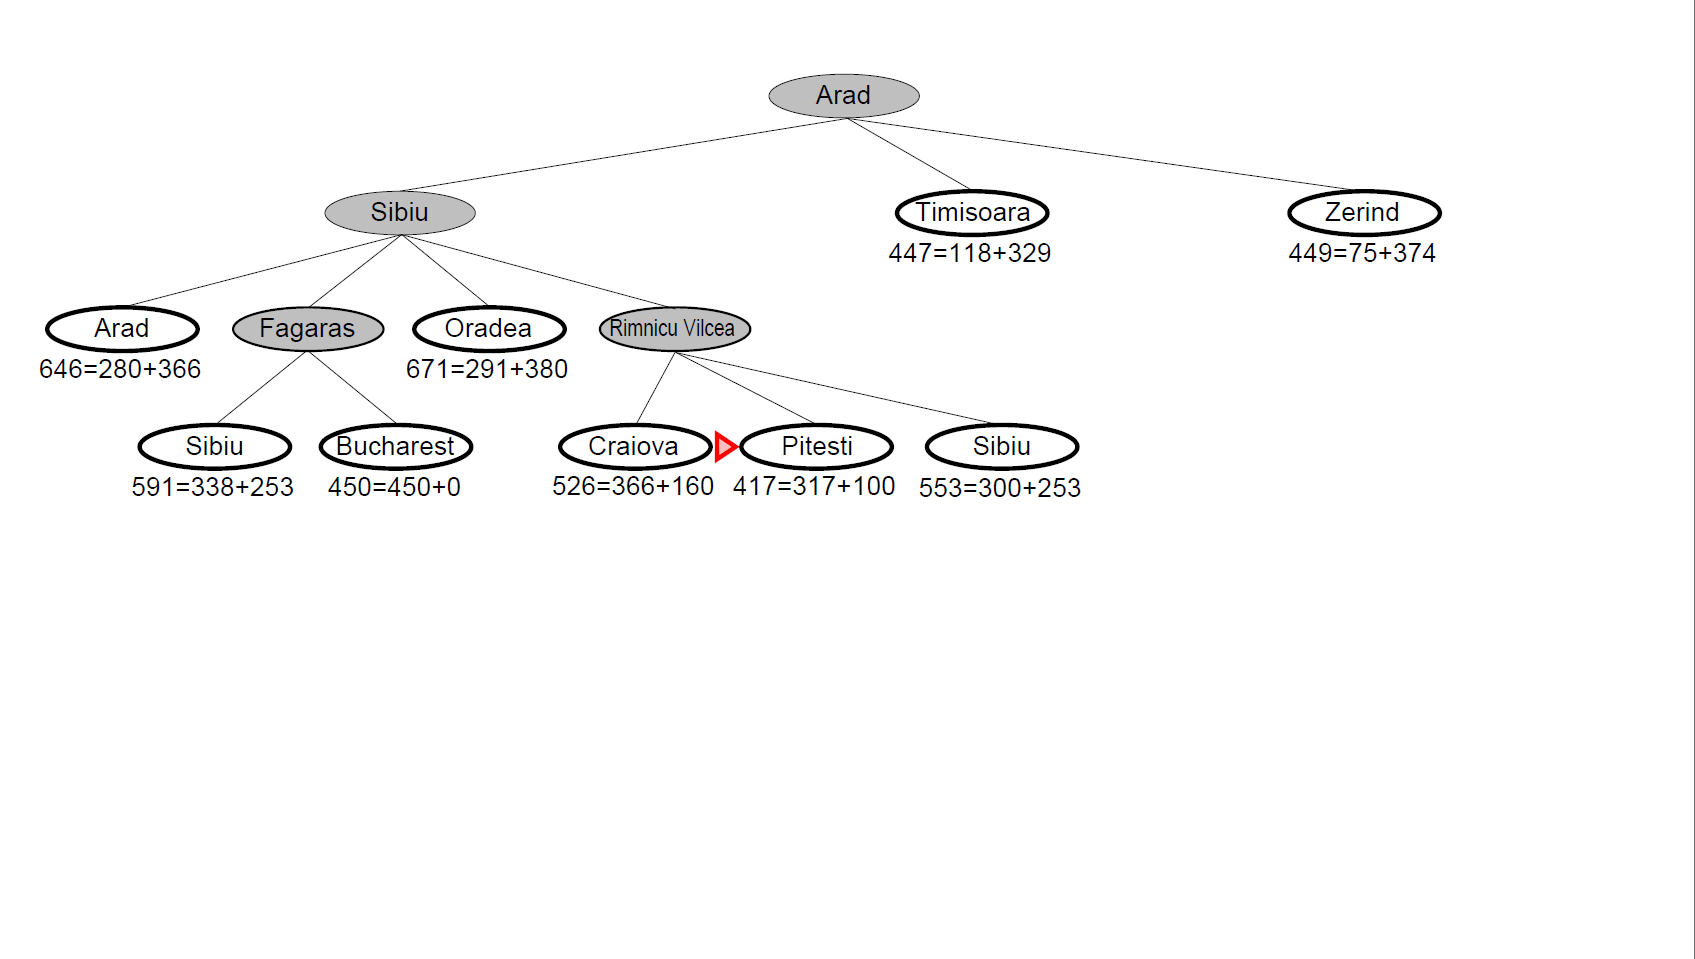 Arad
Sibiu
Timisoara
Zerind
447=118+329
449=75+374
Arad
Fagaras
Oradea
Rimnicu Vilcea
646=280+366
671=291+380
Sibiu
Bucharest
Craiova
Pitesti
Sibiu
591=338+253
450=450+0
526=366+160
417=317+100
553=300+253